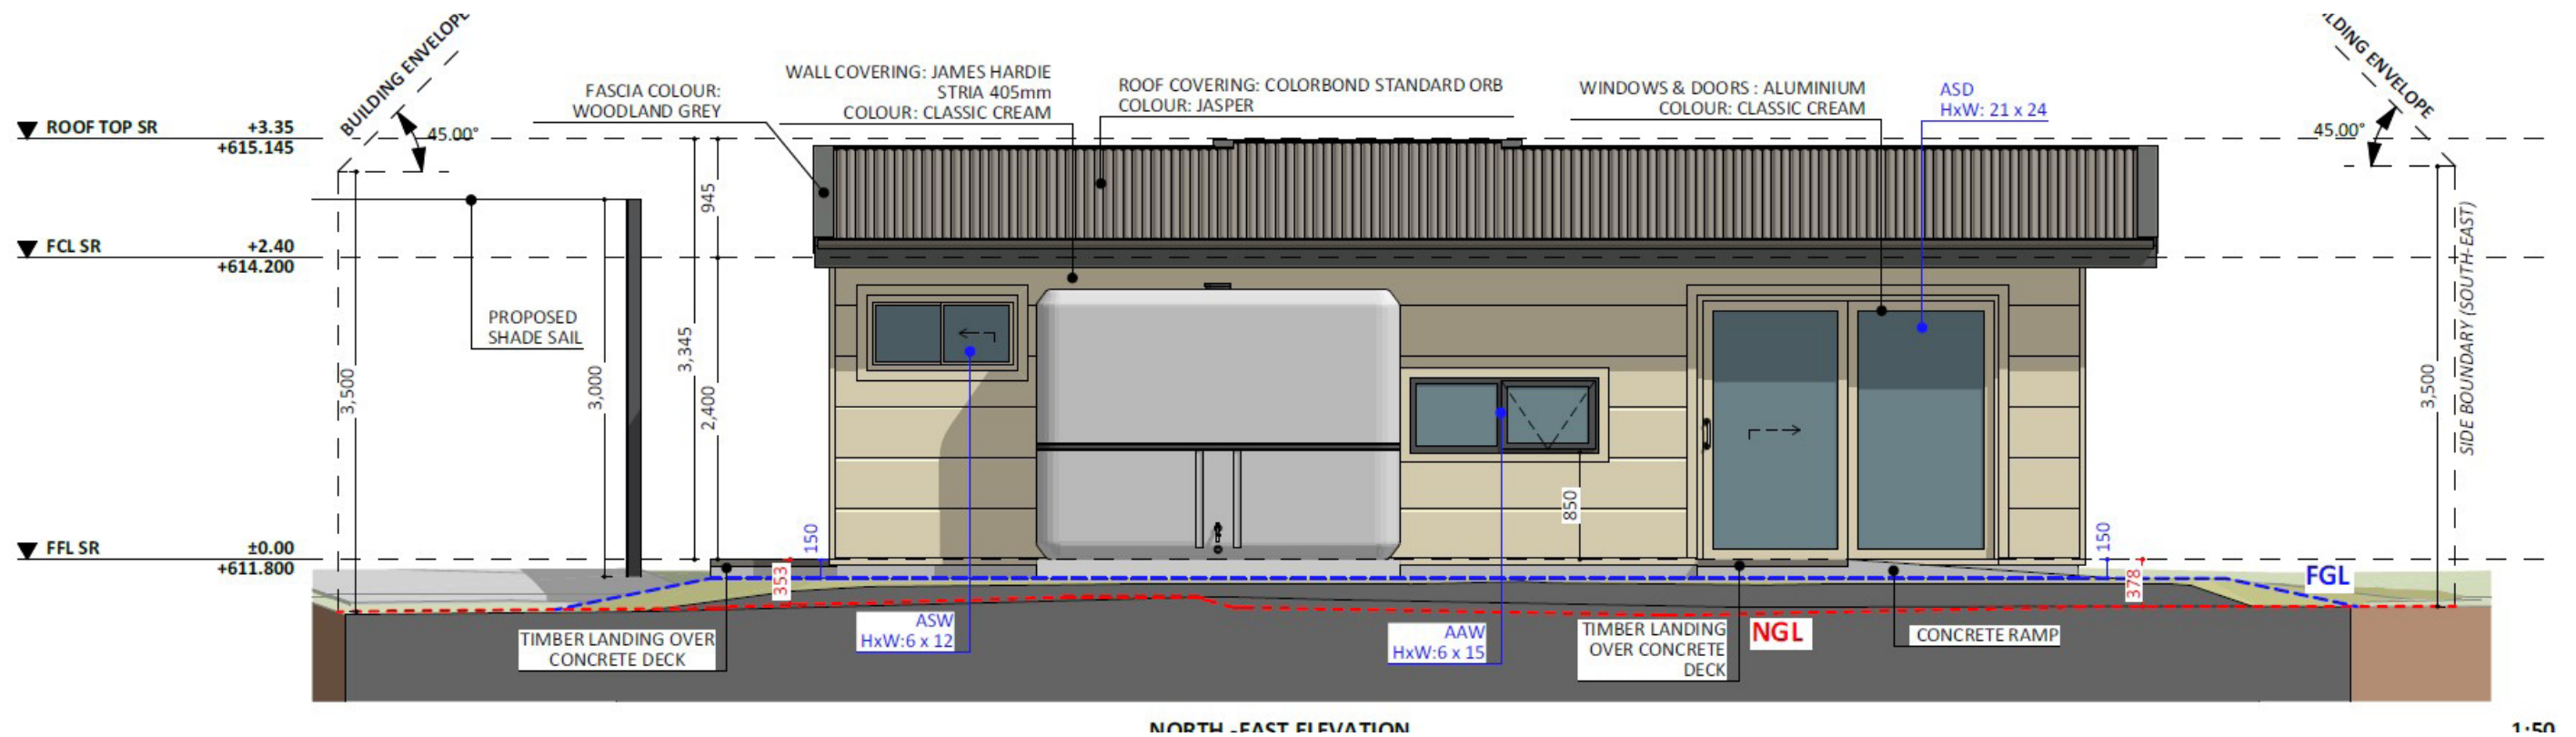 BUILDING ENVELOPE
45.00°
ROOF TOP SR +3.35
+615.145
FCL SR +2.40
+614.200
FFL SR ±0.00
+611.800
FASCIA COLOUR:
WOODLAND GREY
WALL COVERING: JAMES HARDIE
STRIA 405mm
COLOUR: CLASSIC CREAM
ROOF COVERING: COLORBOND STANDARD ORB
COLOUR: JASPER
WINDOWS & DOORS : ALUMINIUM
COLOUR: CLASSIC CREAM
ASD
HxW: 21 x 24
ENVELOPE
45.00°
PROPOSED
SHADE SAIL
3,500
3,000
3,345
945
2,400
150
353
850
150
378
3,500
SIDE BOUNDARY (SOUTH-EAST)
FGL
NGL
TIMBER LANDING OVER
CONCRETE DECK
ASW
HxW:6 x 12
AAW
HxW:6 x 15
TIMBER LANDING
OVER CONCRETE
DECK
CONCRETE RAMP
NORTH -EAST ELEVATION
1:50